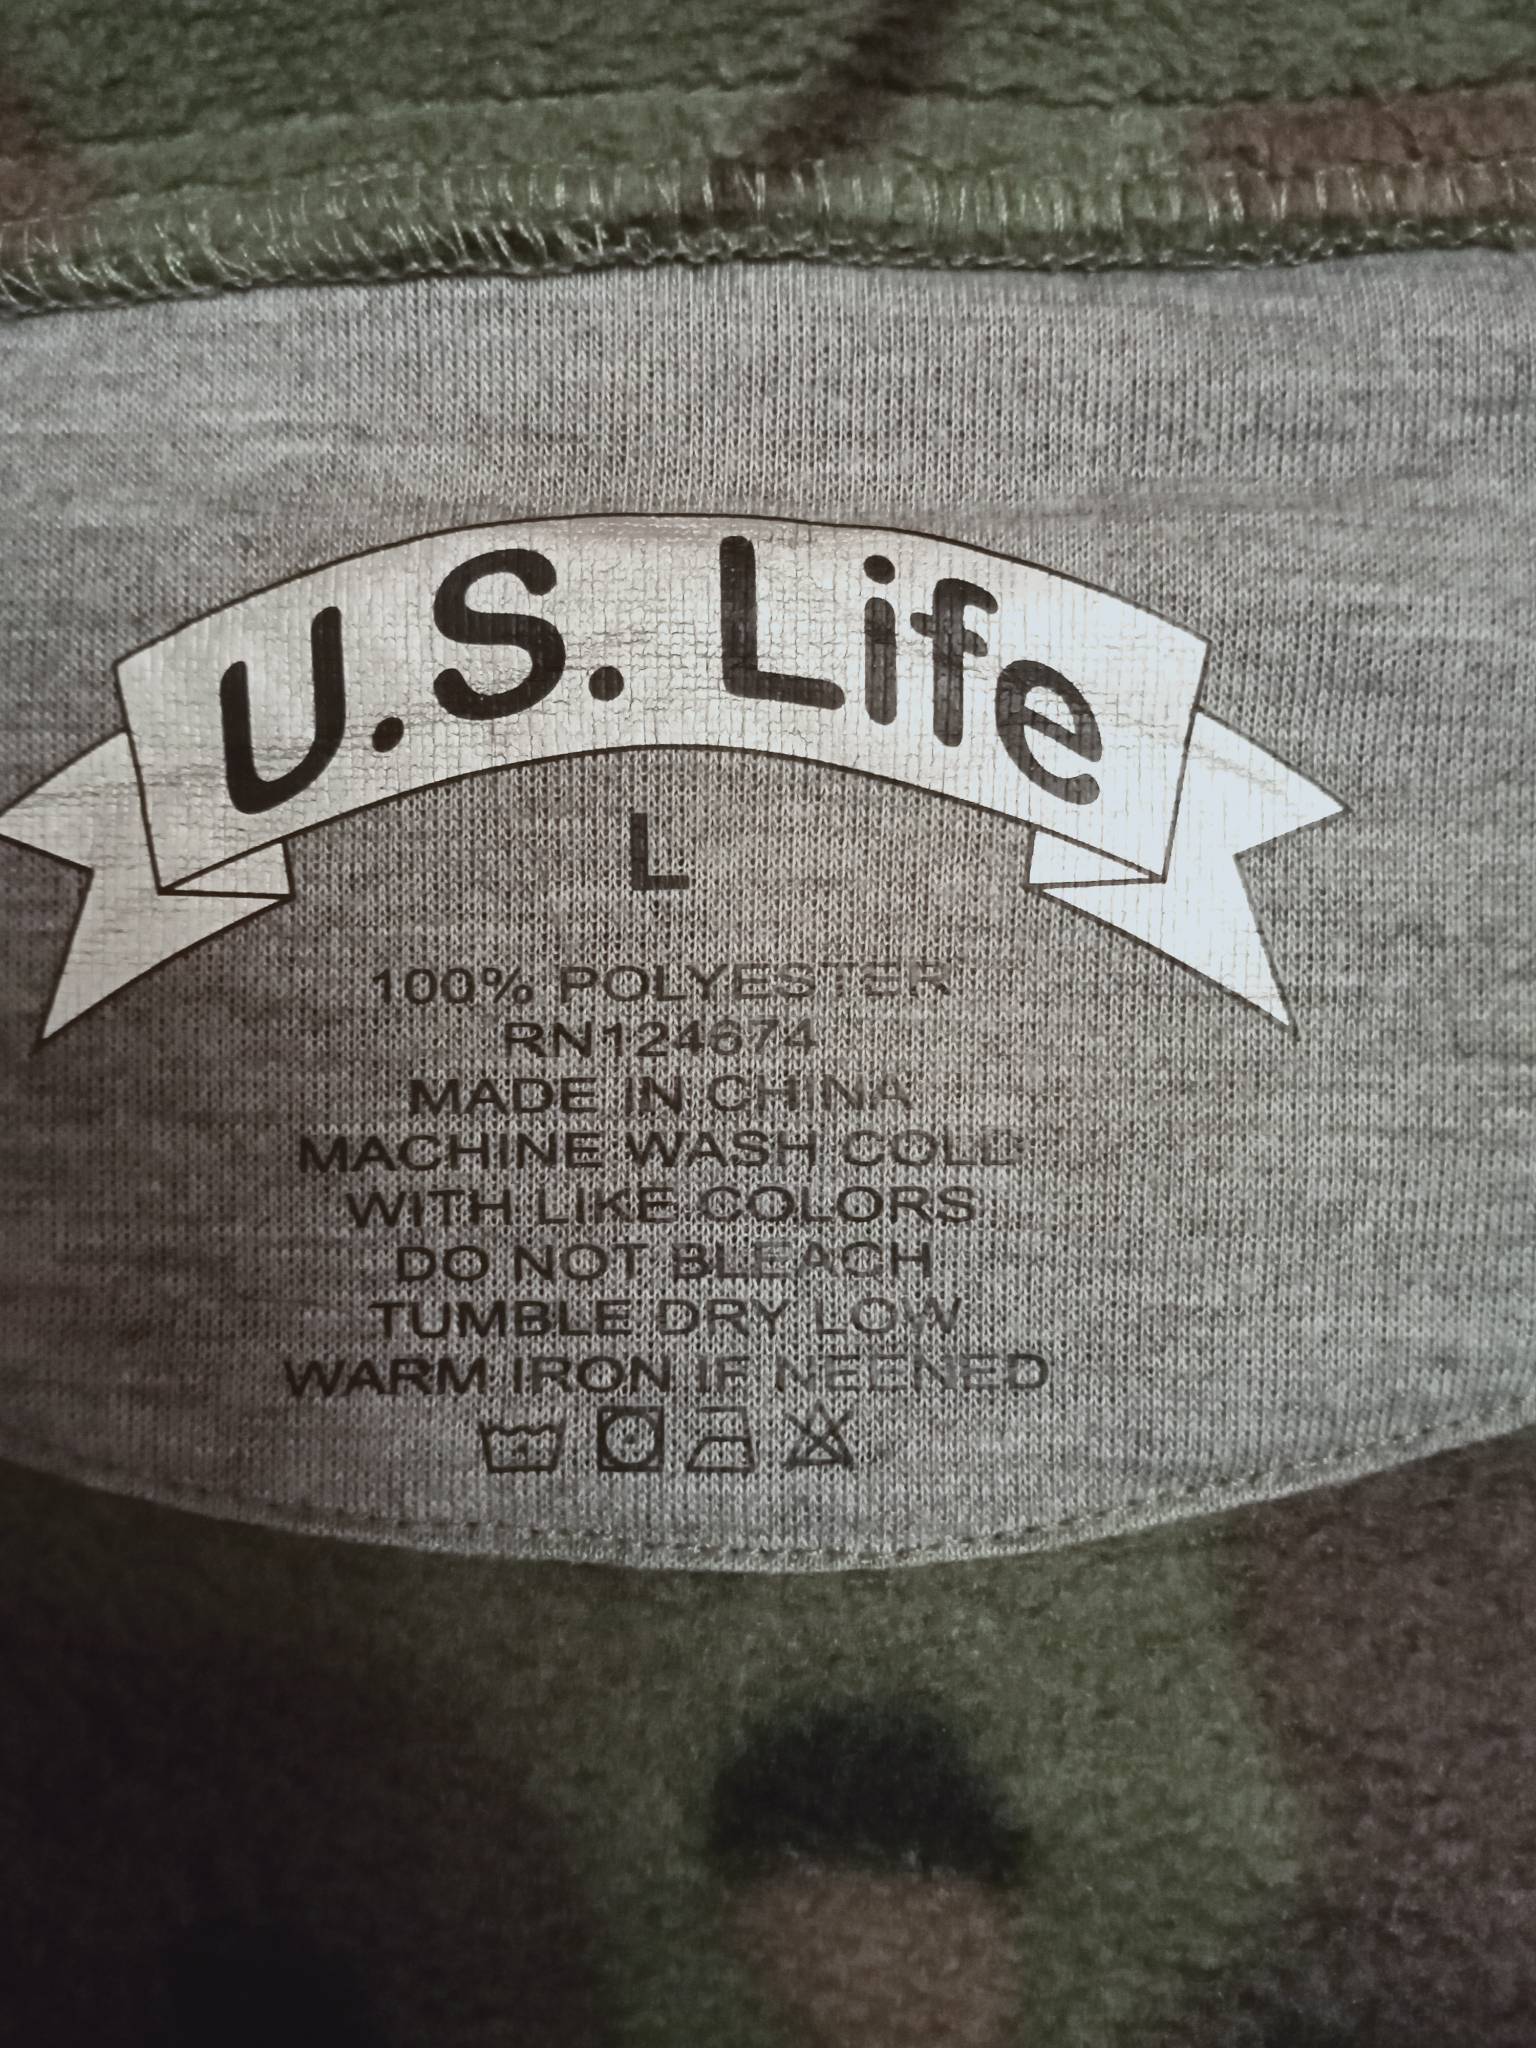 U.S. Life
L
100% POLYESTER
RN124674
MADE IN CHINA
MACHINE WASH COLD
WITH LIKE COLORS
DO NOT BLEACH
TUMBLE DRY LOW
WARM IRON IF NEENED